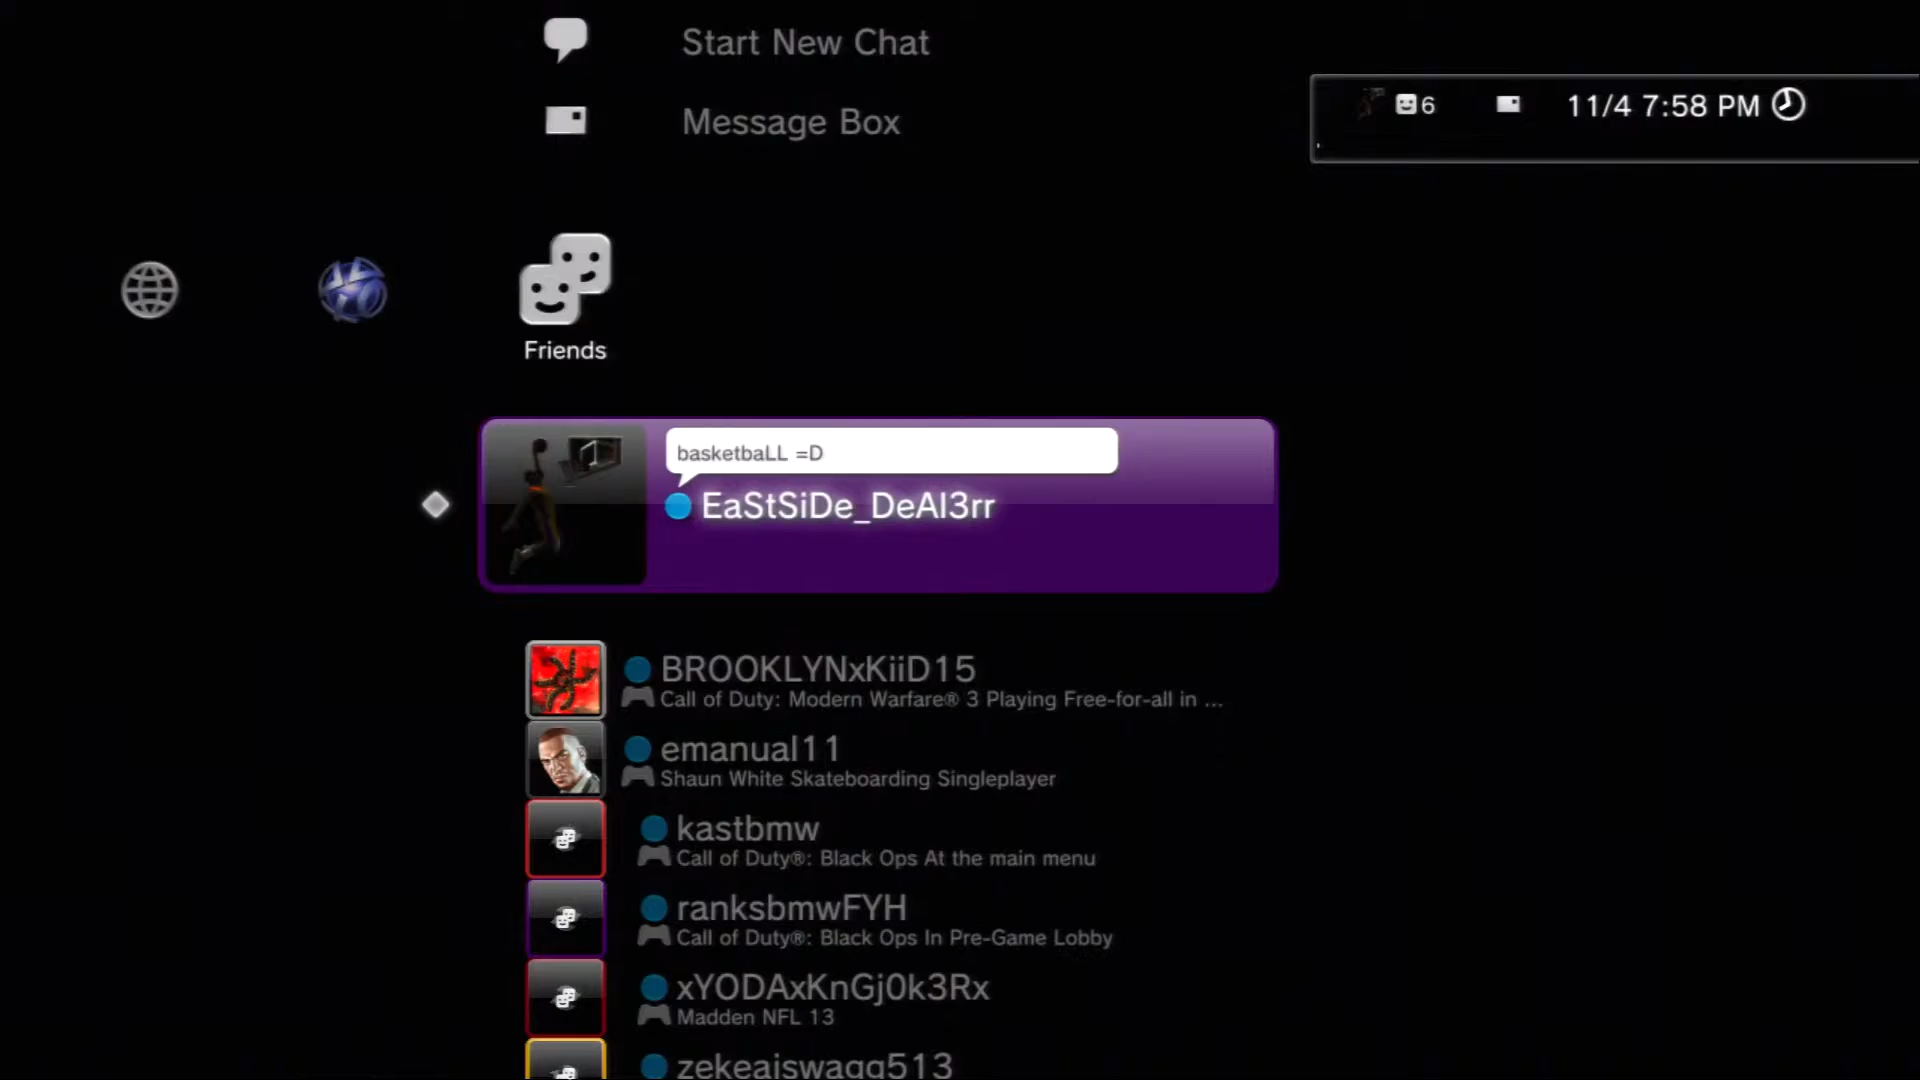 Start New Chat
Message Box
6
11/4 7:58 PM
Friends
basketbaLL =D
EaStSiDe_DeAl3rr
BROOKLYNxKiiD15
Call of Duty: Modern Warfare® 3 Playing Free-for-all in ...
emanual11
Shaun White Skateboarding Singleplayer
kastbmw
Call of Duty®: Black Ops At the main menu
ranksbmwFYH
Call of Duty®: Black Ops In Pre-Game Lobby
xYODAxKnGj0k3Rx
Madden NFL 13
zekeaiswagg513